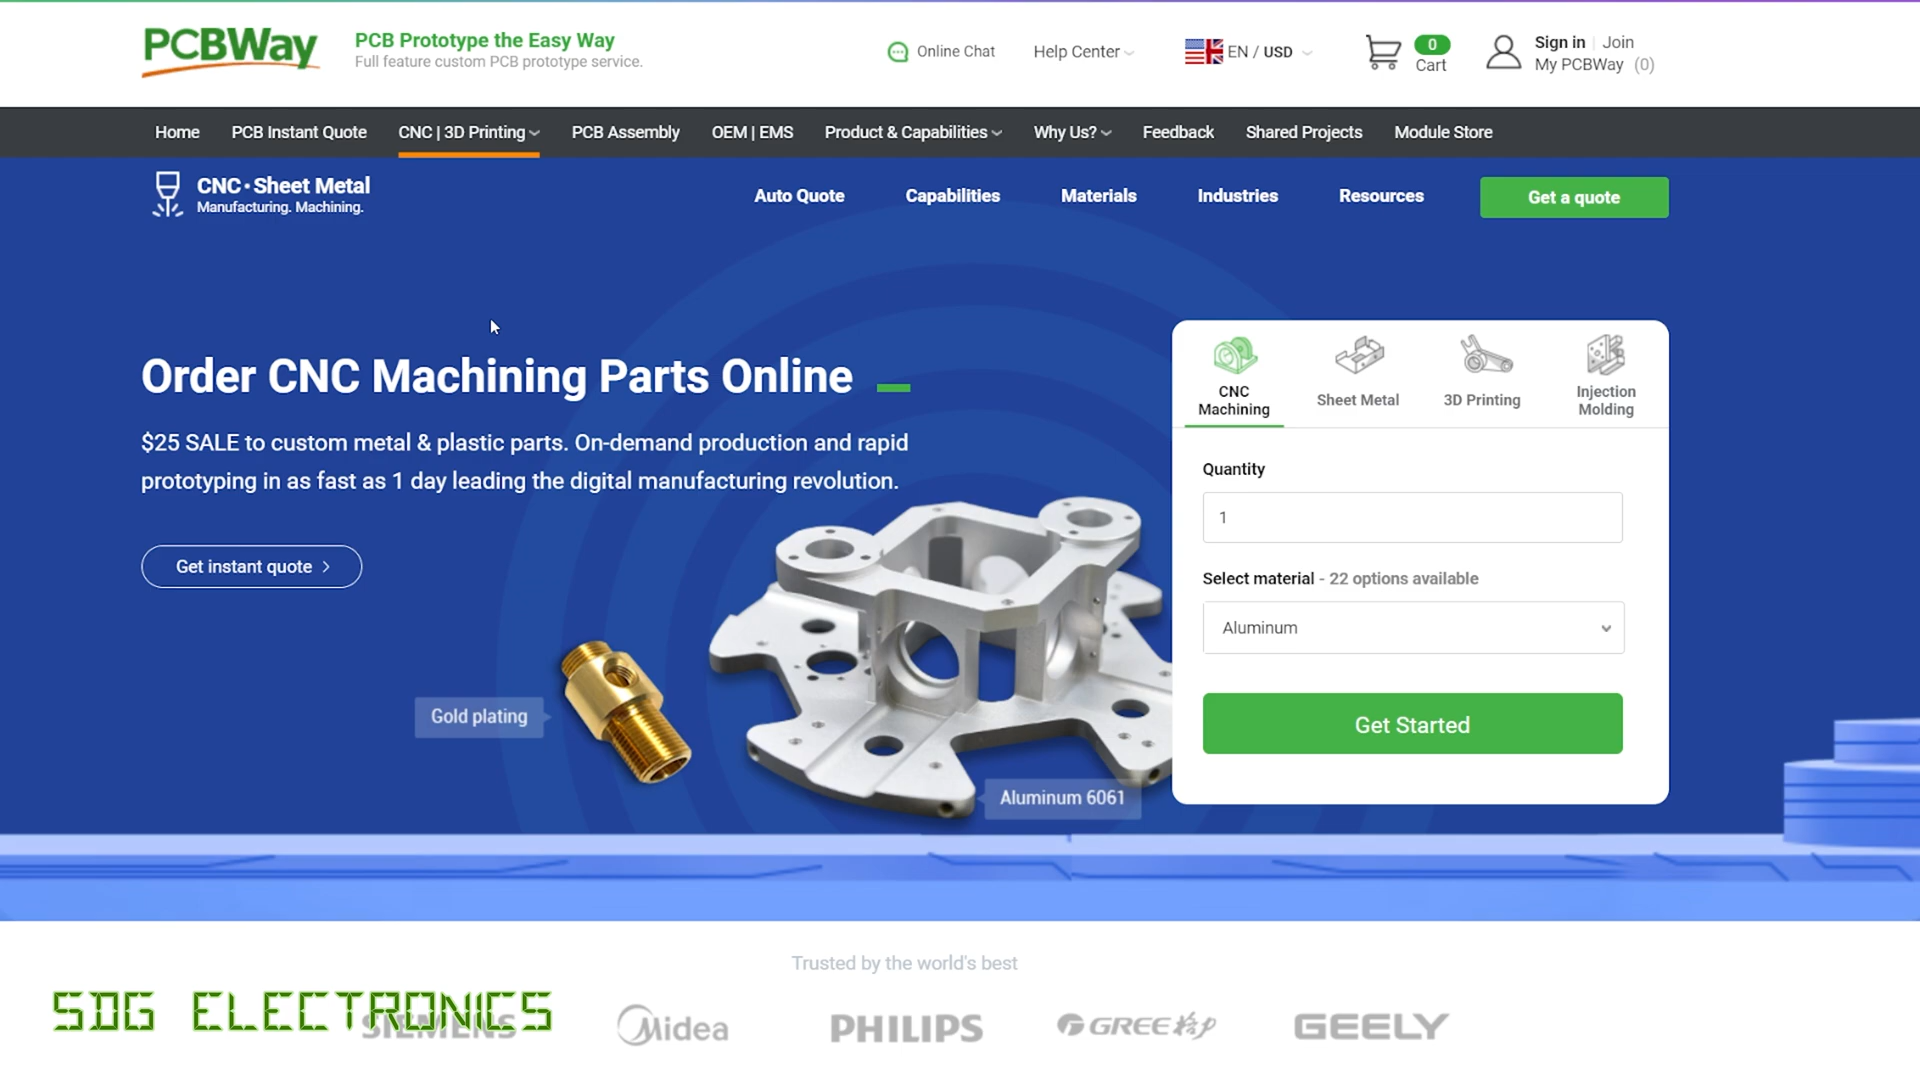 PCBWay
PCB Prototype the Easy Way
Full feature custom PCB prototype service.
Online Chat
Help Center
EN / USD
0
Cart
Sign in | Join
My PCBWay (0)
Home
PCB Instant Quote
CNC | 3D Printing
PCB Assembly
OEM | EMS
Product & Capabilities
Why Us?
Feedback
Shared Projects
Module Store
CNC • Sheet Metal
Manufacturing. Machining.
Auto Quote
Capabilities
Materials
Industries
Resources
Get a quote
Order CNC Machining Parts Online
$25 SALE to custom metal & plastic parts. On-demand production and rapid
prototyping in as fast as 1 day leading the digital manufacturing revolution.
Get instant quote >
Gold plating
Aluminum 6061
CNC
Machining
Sheet Metal
3D Printing
Injection
Molding
Quantity
1
Select material - 22 options available
Aluminum
Get Started
Trusted by the world's best
SDG ELECTRONICS
SIEMENS
Midea
PHILIPS
GREE格力
GEELY